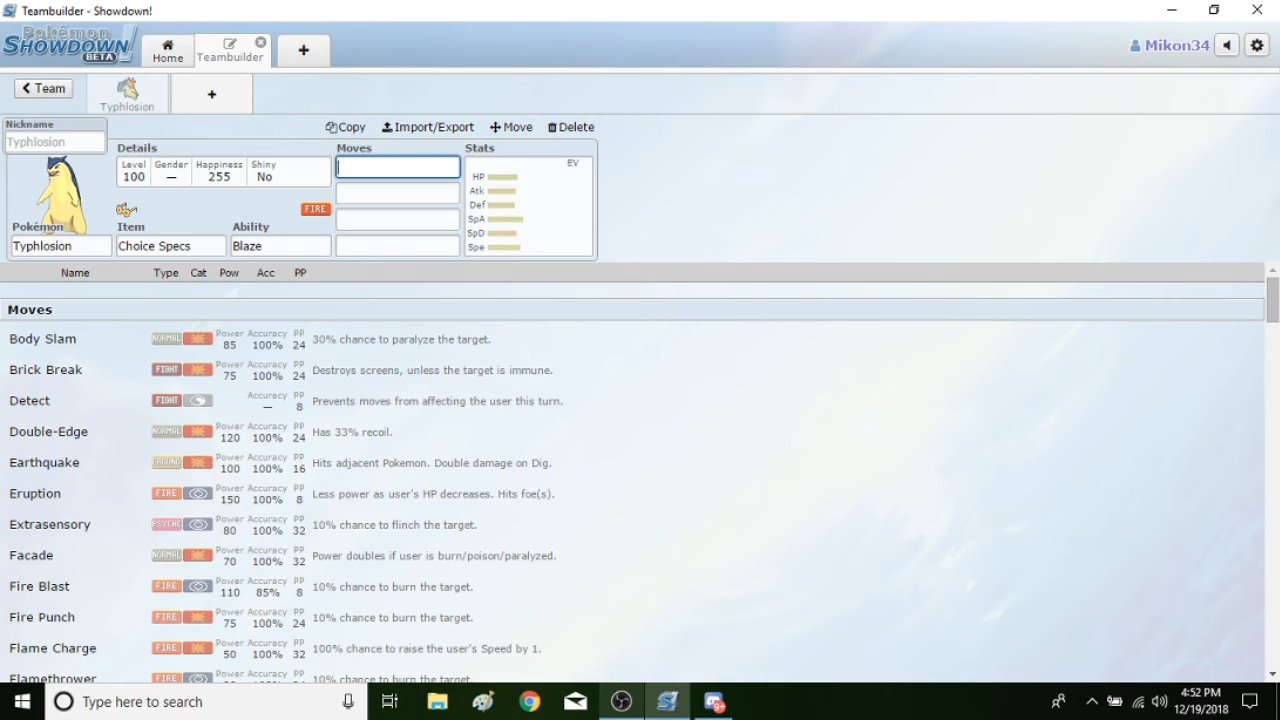 Teambuilder - Showdown!
Pokémon
SHOWDOWN
BETA
Home
Teambuilder
+
Mikon34
Team
Typhlosion
+
Nickname
Typhlosion
Copy Import/Export Move Delete
Details
Level Gender Happiness Shiny
100 — 255 No
FIRE
Pokémon Item Ability
Typhlosion Choice Specs Blaze
Moves
Stats
EV
HP
Atk
Def
SpA
SpD
Spe
Name Type Cat Pow Acc PP
Moves
Body Slam NORMAL Power 85 Accuracy 100% PP 24 30% chance to paralyze the target.
Brick Break FIGHT Power 75 Accuracy 100% PP 24 Destroys screens, unless the target is immune.
Detect FIGHT Accuracy — PP 8 Prevents moves from affecting the user this turn.
Double-Edge NORMAL Power 120 Accuracy 100% PP 24 Has 33% recoil.
Earthquake GROUND Power 100 Accuracy 100% PP 16 Hits adjacent Pokemon. Double damage on Dig.
Eruption FIRE Power 150 Accuracy 100% PP 8 Less power as user's HP decreases. Hits foe(s).
Extrasensory PSYCHC Power 80 Accuracy 100% PP 32 10% chance to flinch the target.
Facade NORMAL Power 70 Accuracy 100% PP 32 Power doubles if user is burn/poison/paralyzed.
Fire Blast FIRE Power 110 Accuracy 85% PP 8 10% chance to burn the target.
Fire Punch FIRE Power 75 Accuracy 100% PP 24 10% chance to burn the target.
Flame Charge FIRE Power 50 Accuracy 100% PP 32 100% chance to raise the user's Speed by 1.
Flamethrower FIRE Power Accuracy PP 10% chance to burn the target.
Type here to search
4:52 PM
12/19/2018